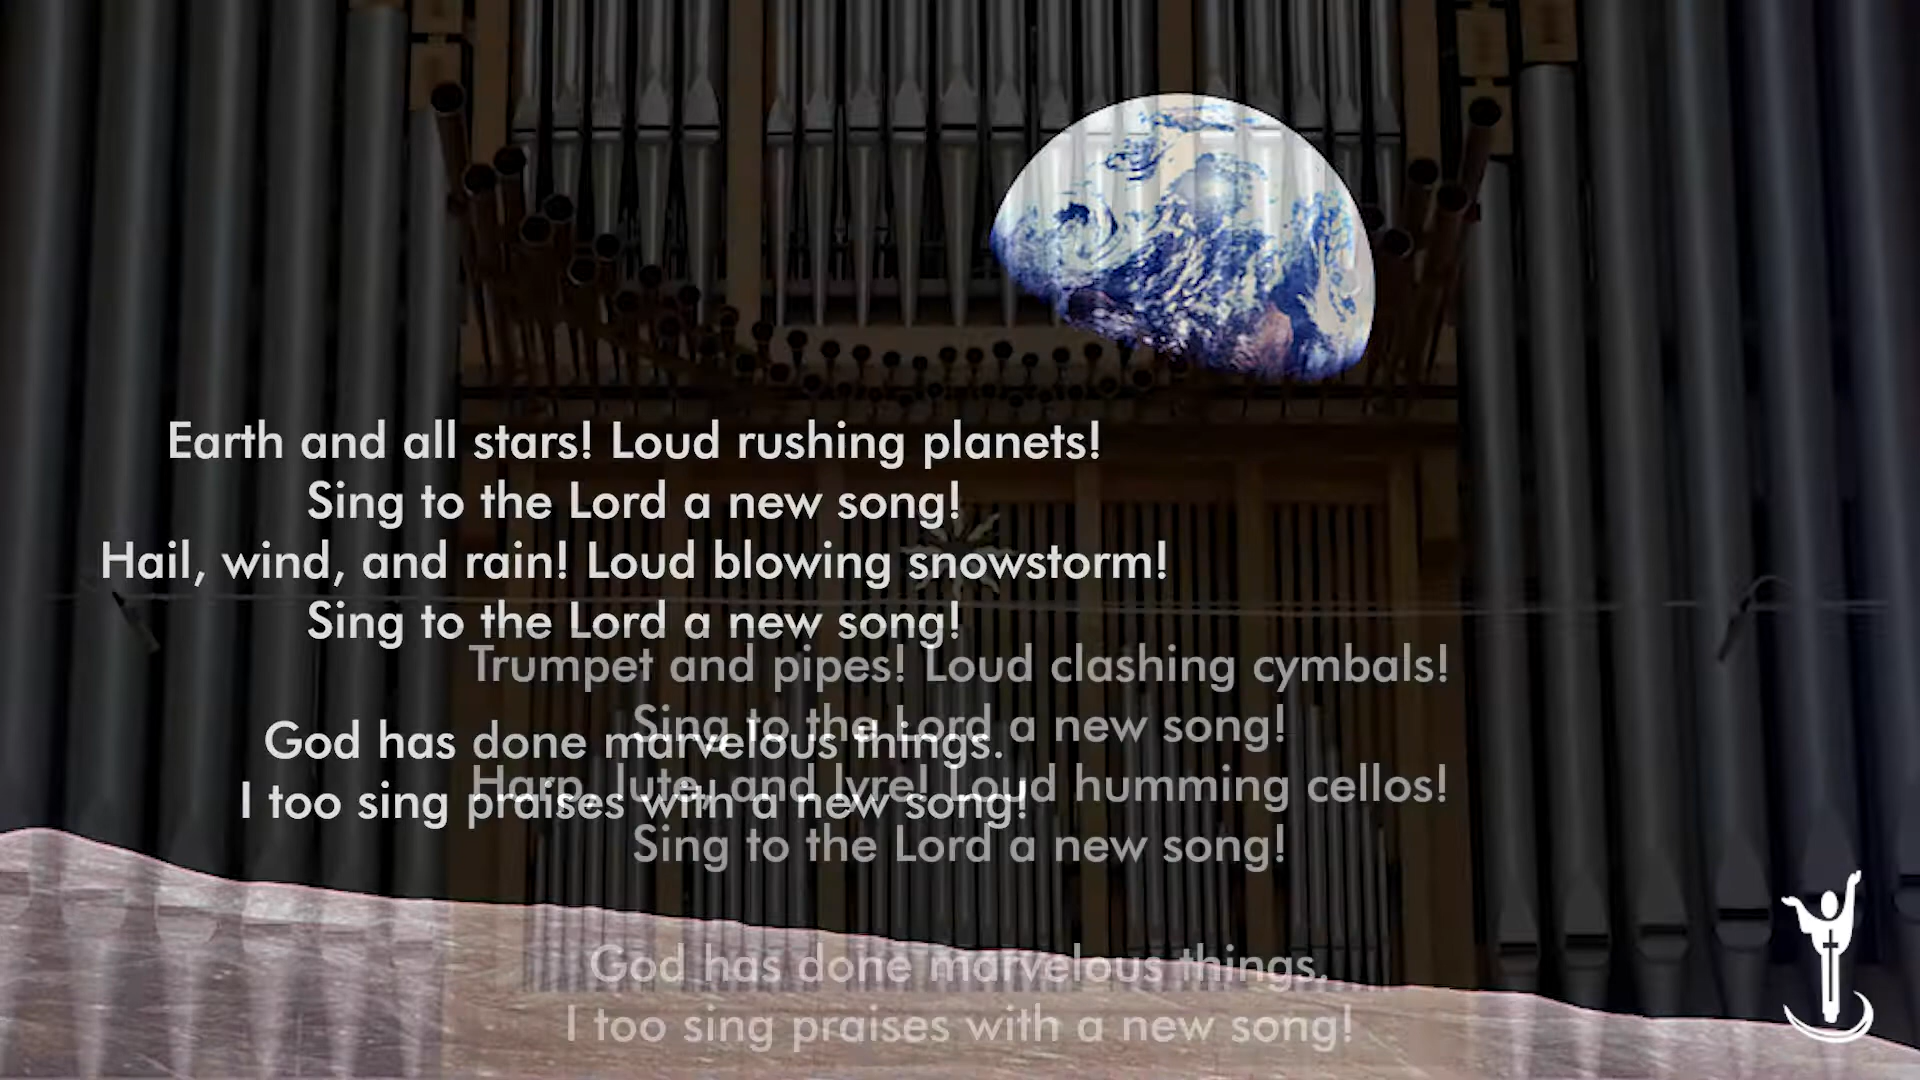 Earth and all stars! Loud rushing planets!
Sing to the Lord a new song!
Hail, wind, and rain! Loud blowing snowstorm!
Sing to the Lord a new song!
God has done marvelous things.
I too sing praises with a new song!
Trumpet and pipes! Loud clashing cymbals!
Sing to the Lord a new song!
Harp, lute, and lyre! Loud humming cellos!
Sing to the Lord a new song!
God has done marvelous things.
I too sing praises with a new song!